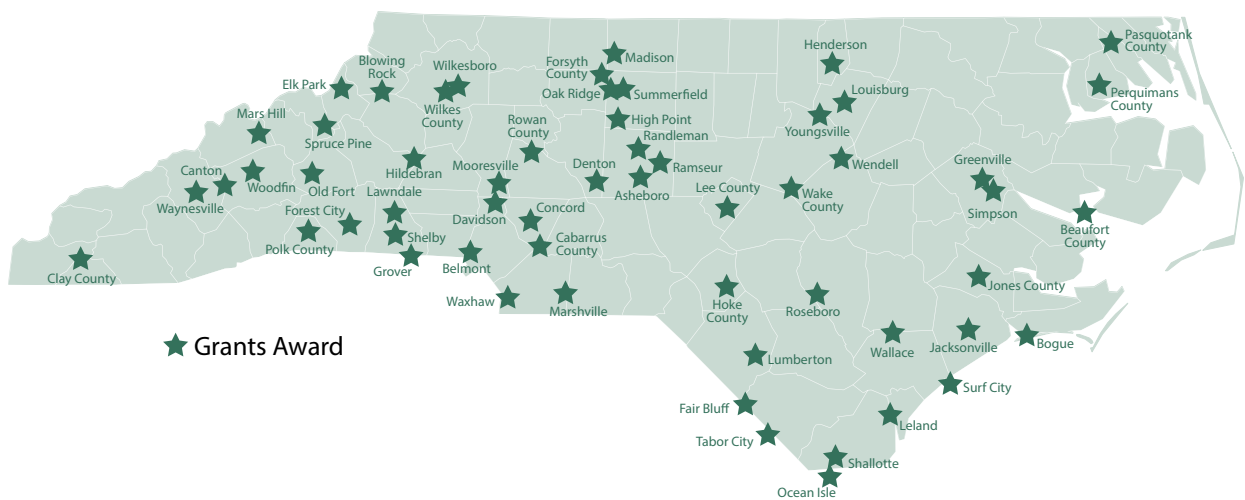 Pasquotank
County
Henderson
Madison
Blowing
Rock
Wilkesboro
Forsyth
County
Elk Park
Oak Ridge
Summerfield
Louisburg
Perquimans
County
Wilkes
County
Mars Hill
Spruce Pine
Rowan
County
High Point
Youngsville
Randleman
Canton
Woodfin
Old Fort
Hildebran
Mooresville
Denton
Ramseur
Wendell
Greenville
Waynesville
Lawndale
Asheboro
Lee County
Wake
County
Simpson
Forest City
Davidson
Concord
Beaufort
County
Polk County
Shelby
Cabarrus
County
Clay County
Grover
Belmont
Jones County
Waxhaw
Marshville
Hoke
County
Roseboro
Grants Award
Wallace
Jacksonville
Bogue
Lumberton
Surf City
Fair Bluff
Leland
Tabor City
Shallotte
Ocean Isle